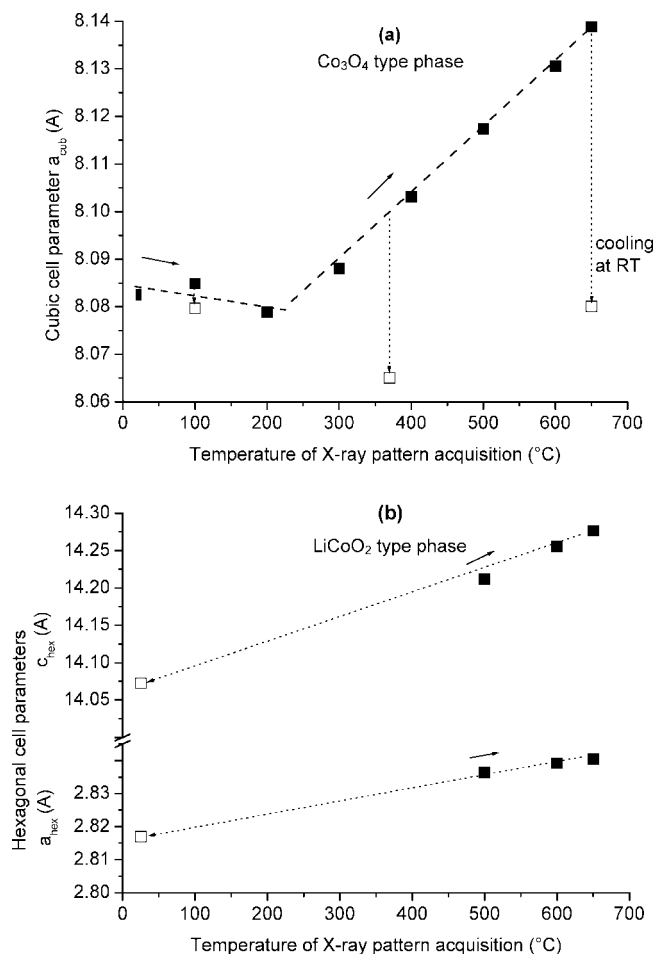 (a)
Co₃O₄ type phase
Cubic cell parameter a_cub (A)
8.14
8.13
8.12
8.11
8.10
8.09
8.08
8.07
8.06
cooling
at RT
0 100 200 300 400 500 600 700
Temperature of X-ray pattern acquisition (°C)
(b)
LiCoO₂ type phase
Hexagonal cell parameters
c_hex (A)
a_hex (A)
14.30
14.25
14.20
14.15
14.10
14.05
2.83
2.82
2.81
2.80
0 100 200 300 400 500 600 700
Temperature of X-ray pattern acquisition (°C)